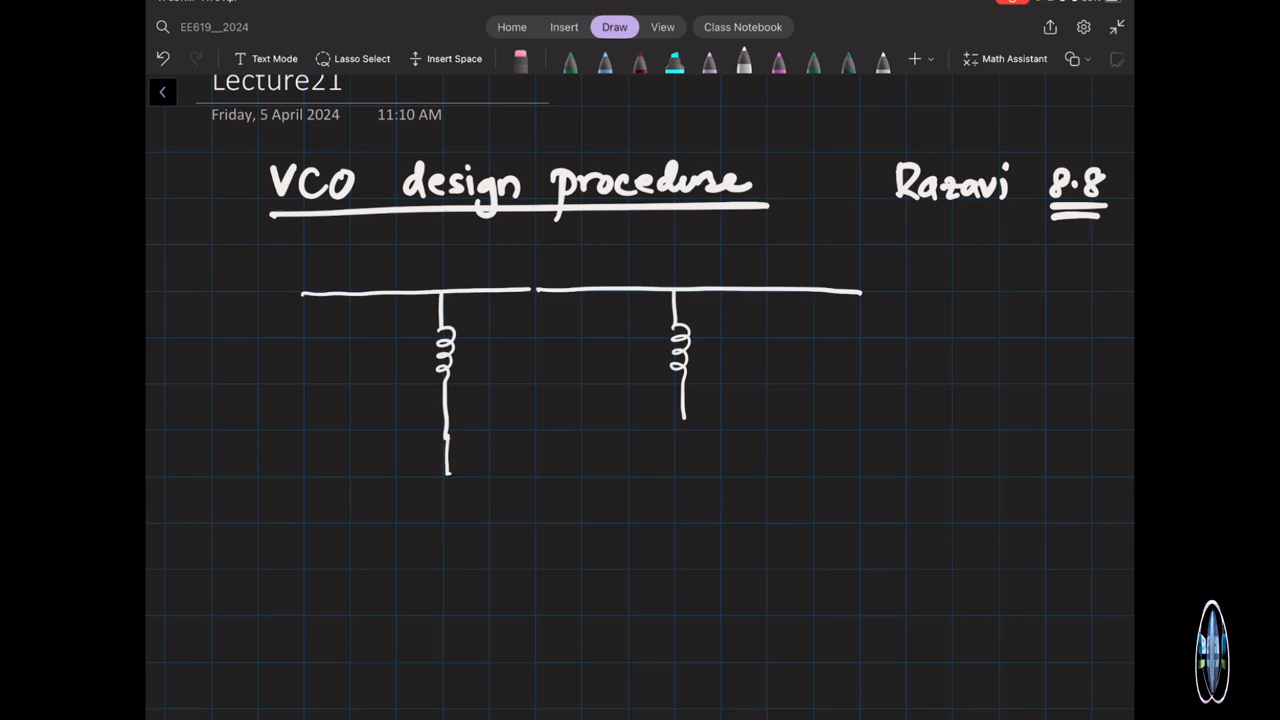 EE619__2024
Home Insert Draw View Class Notebook
Text Mode Lasso Select Insert Space Math Assistant
Lecture21
Friday, 5 April 2024 11:10 AM
VCO design procedure Razavi 8.8